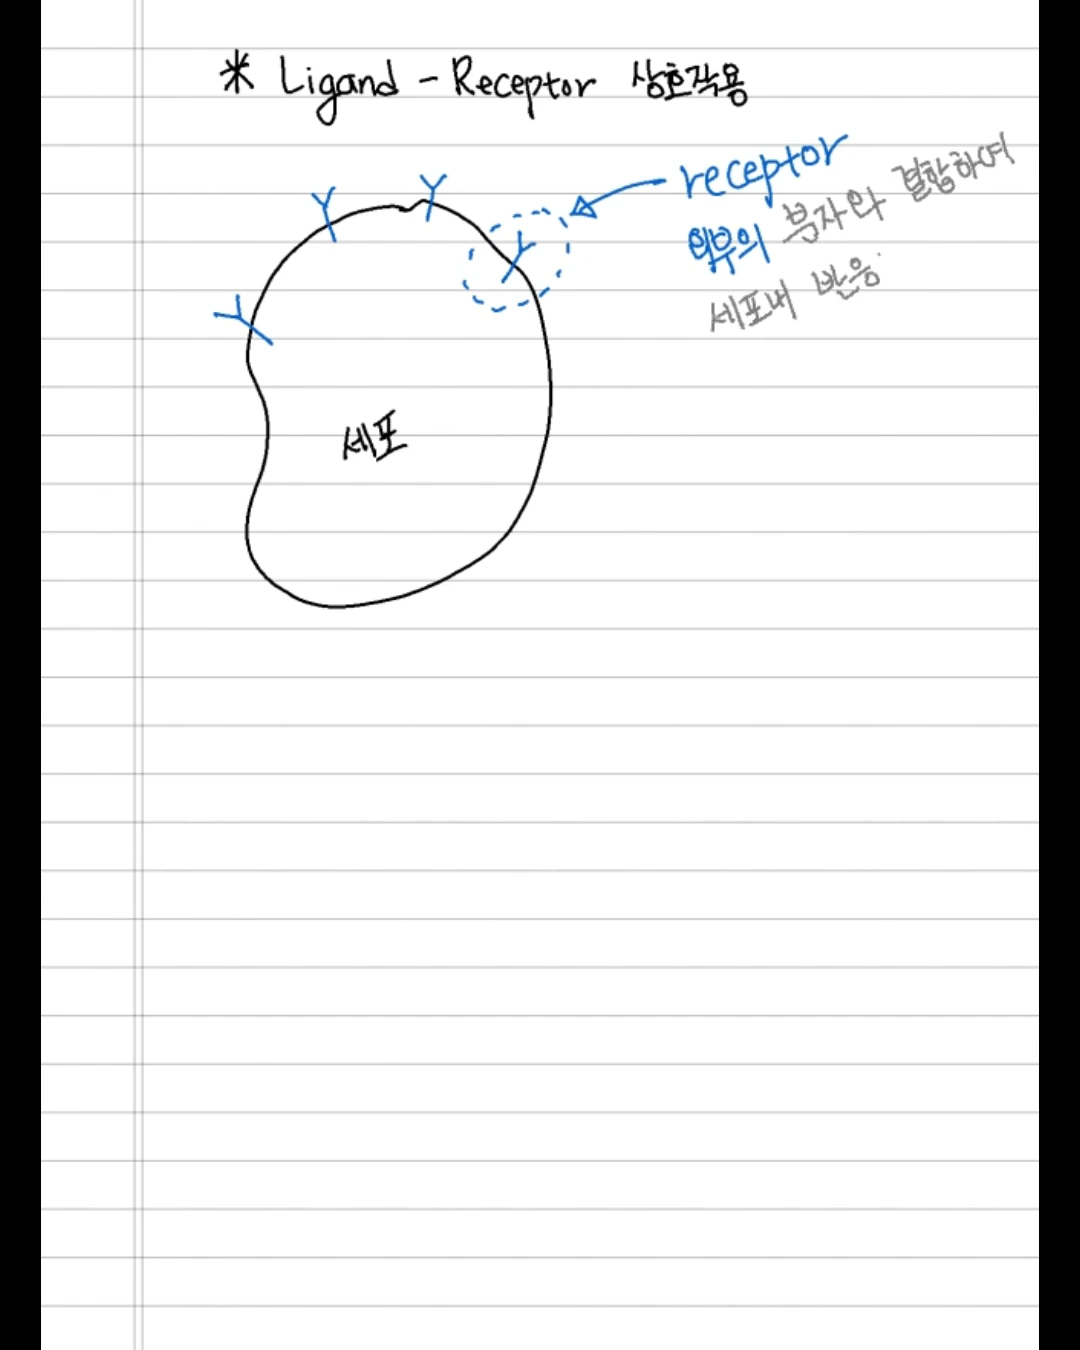 * Ligand - Receptor 상호작용
receptor
외부의 분자와 결합하여
세포내 반응
세포